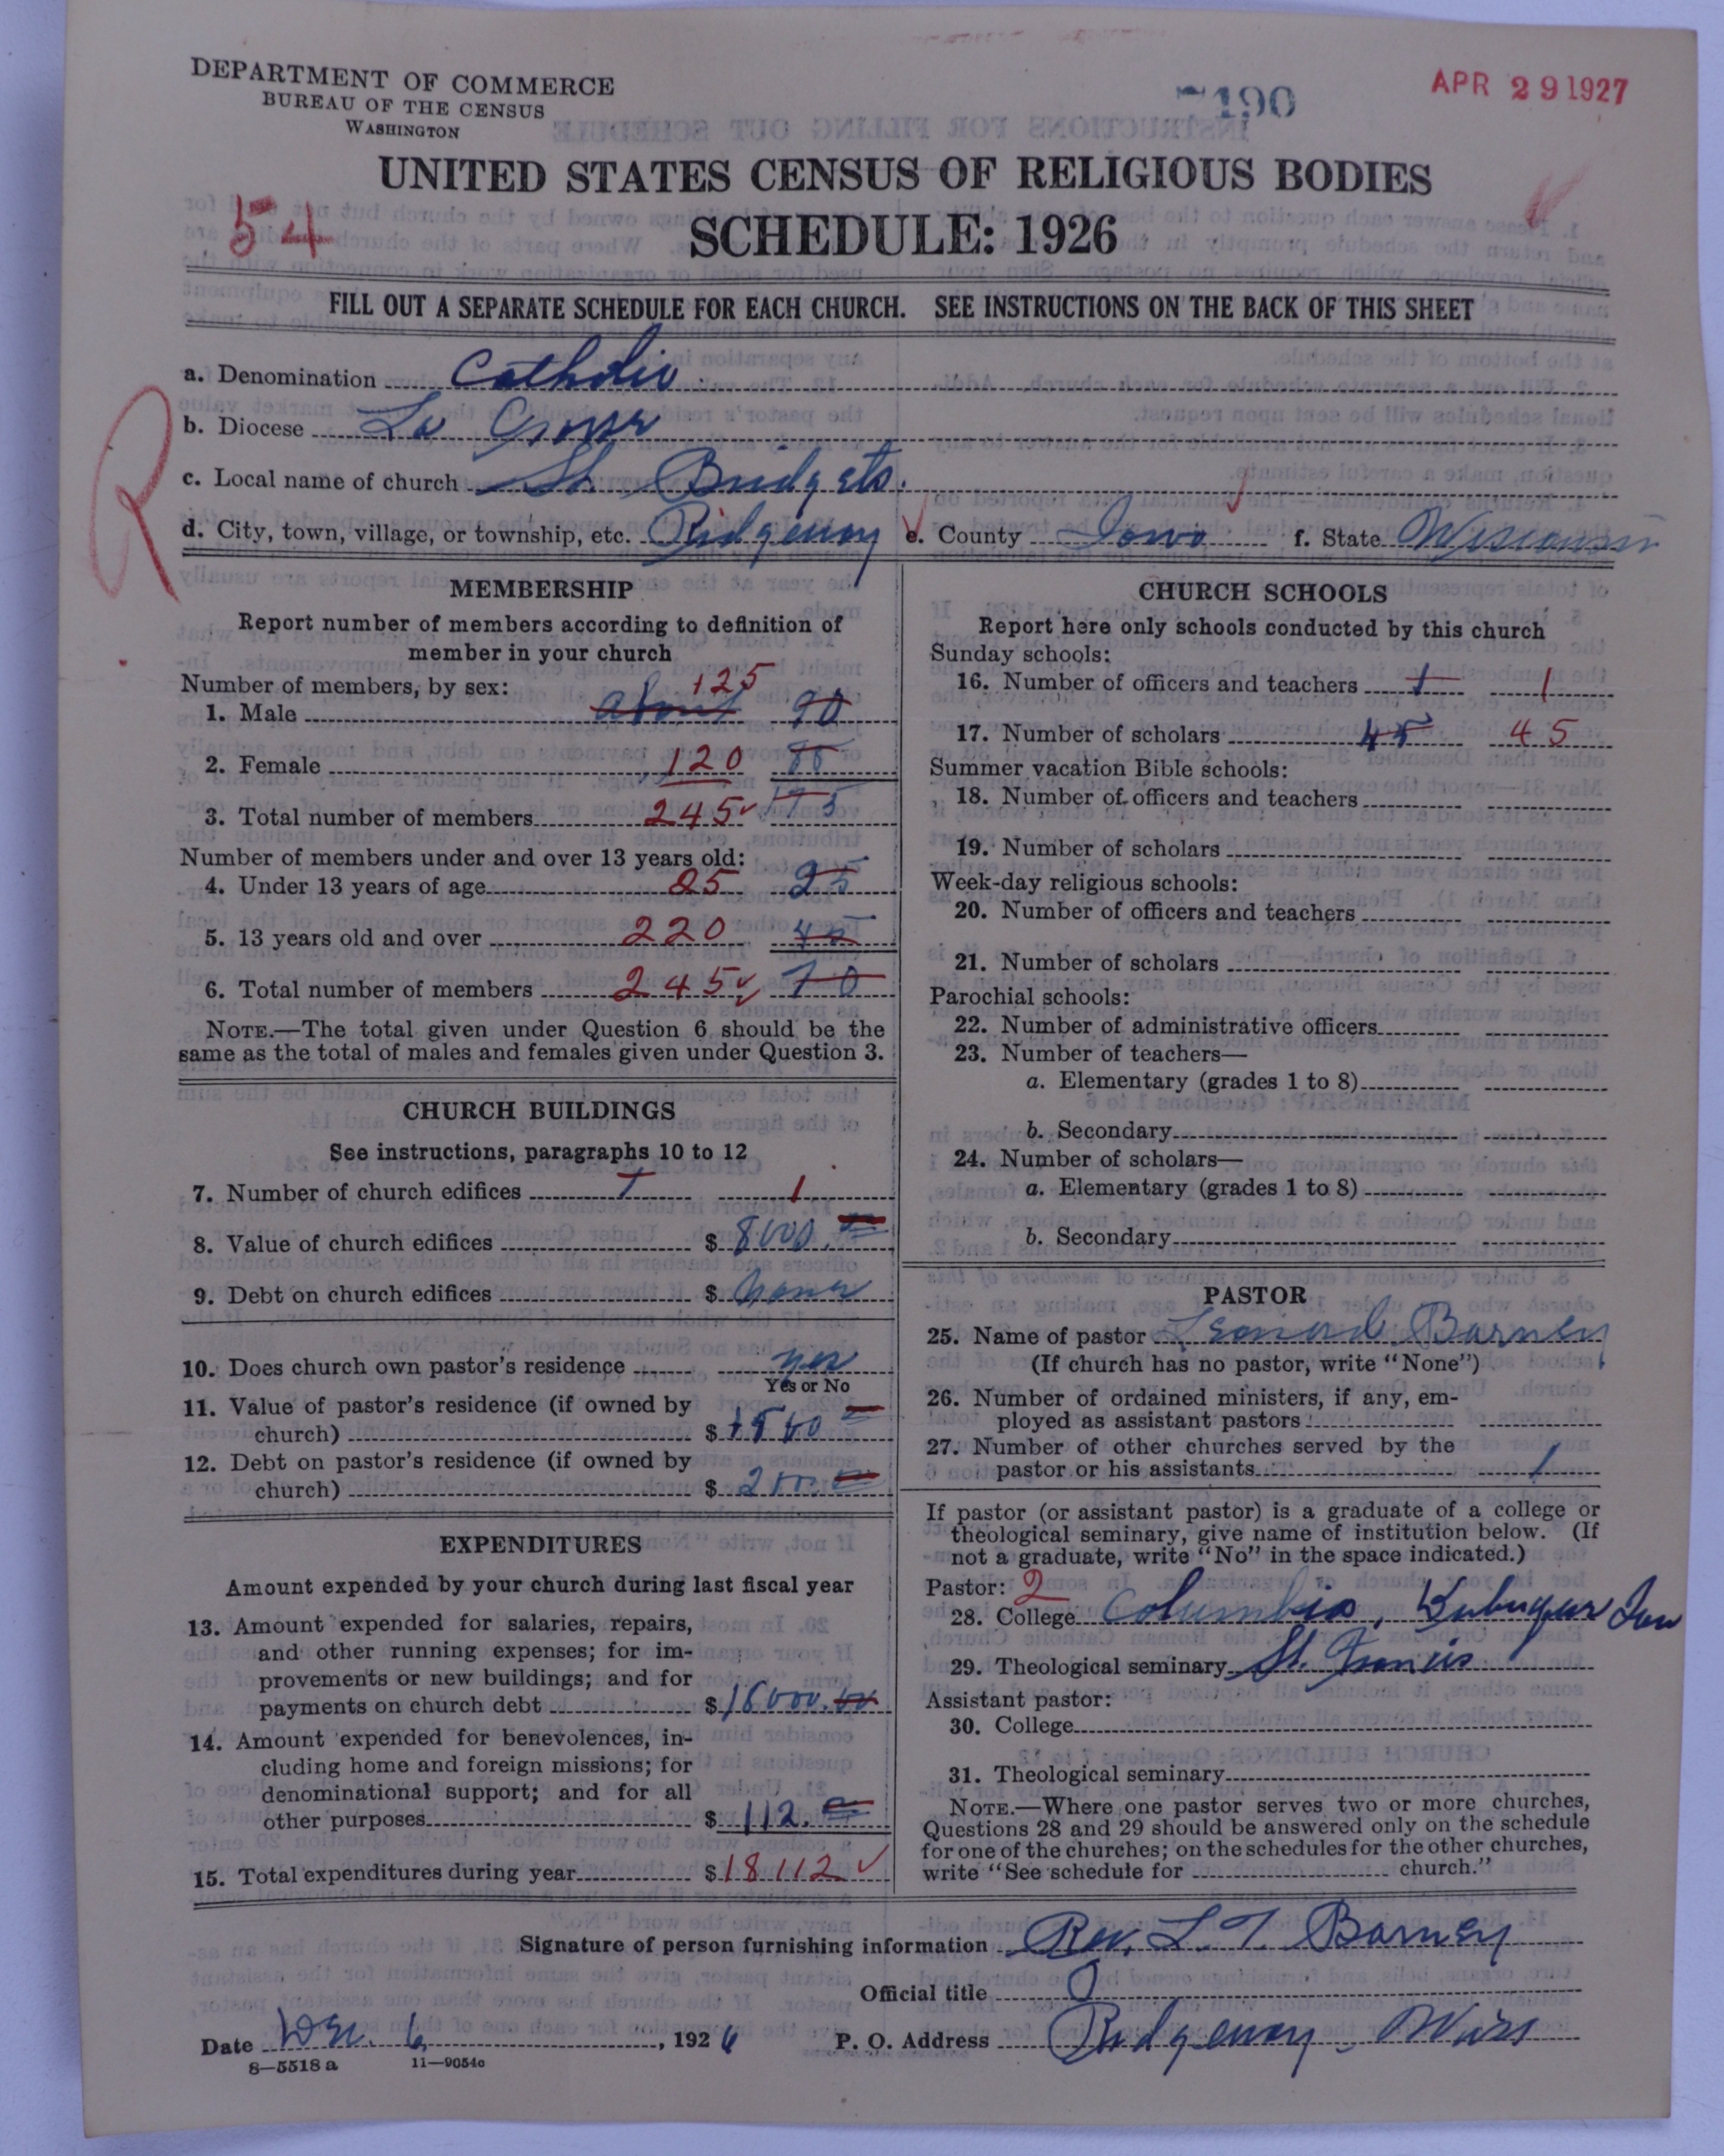 DEPARTMENT OF COMMERCE
BUREAU OF THE CENSUS
WASHINGTON
7490
APR 29 1927
UNITED STATES CENSUS OF RELIGIOUS BODIES
SCHEDULE: 1926
54
FILL OUT A SEPARATE SCHEDULE FOR EACH CHURCH. SEE INSTRUCTIONS ON THE BACK OF THIS SHEET
R
a. Denomination Catholic
b. Diocese La Crosse
c. Local name of church St. Bridgets.
d. City, town, village, or township, etc. Ridgeway e. County Iowa f. State Wisconsin
MEMBERSHIP
Report number of members according to definition of
member in your church
Number of members, by sex:
1. Male about 125 90
2. Female 120
3. Total number of members 245 175
Number of members under and over 13 years old:
4. Under 13 years of age 25 25
5. 13 years old and over 220 45
6. Total number of members 245 70
NOTE.—The total given under Question 6 should be the
same as the total of males and females given under Question 3.
CHURCH BUILDINGS
See instructions, paragraphs 10 to 12
7. Number of church edifices 1 1
8. Value of church edifices $ 8000.
9. Debt on church edifices $ none
10. Does church own pastor's residence yes
Yes or No
11. Value of pastor's residence (if owned by
church) $
12. Debt on pastor's residence (if owned by
church) $
EXPENDITURES
Amount expended by your church during last fiscal year
13. Amount expended for salaries, repairs,
and other running expenses; for im-
provements or new buildings; and for
payments on church debt $ 18000.00
14. Amount expended for benevolences, in-
cluding home and foreign missions; for
denominational support; and for all
other purposes $ 112.
15. Total expenditures during year $ 18112
CHURCH SCHOOLS
Report here only schools conducted by this church
Sunday schools:
16. Number of officers and teachers 1 1
17. Number of scholars 45 45
Summer vacation Bible schools:
18. Number of officers and teachers
19. Number of scholars
Week-day religious schools:
20. Number of officers and teachers
21. Number of scholars
Parochial schools:
22. Number of administrative officers
23. Number of teachers—
a. Elementary (grades 1 to 8)
b. Secondary
24. Number of scholars—
a. Elementary (grades 1 to 8)
b. Secondary
PASTOR
25. Name of pastor Leonard Barney
(If church has no pastor, write "None")
26. Number of ordained ministers, if any, em-
ployed as assistant pastors
27. Number of other churches served by the
pastor or his assistants 1
If pastor (or assistant pastor) is a graduate of a college or
theological seminary, give name of institution below. (If
not a graduate, write "No" in the space indicated.)
Pastor: 2
28. College Columbia, Dubuque Iow
29. Theological seminary St. Francis
Assistant pastor:
30. College
31. Theological seminary
NOTE.—Where one pastor serves two or more churches,
Questions 28 and 29 should be answered only on the schedule
for one of the churches; on the schedules for the other churches,
write "See schedule for church."
Signature of person furnishing information Rev. L. T. Barney
Official title
Date Dec. 6, 1926 P. O. Address Ridgeway, Wis
8—5518 a 11—9054c